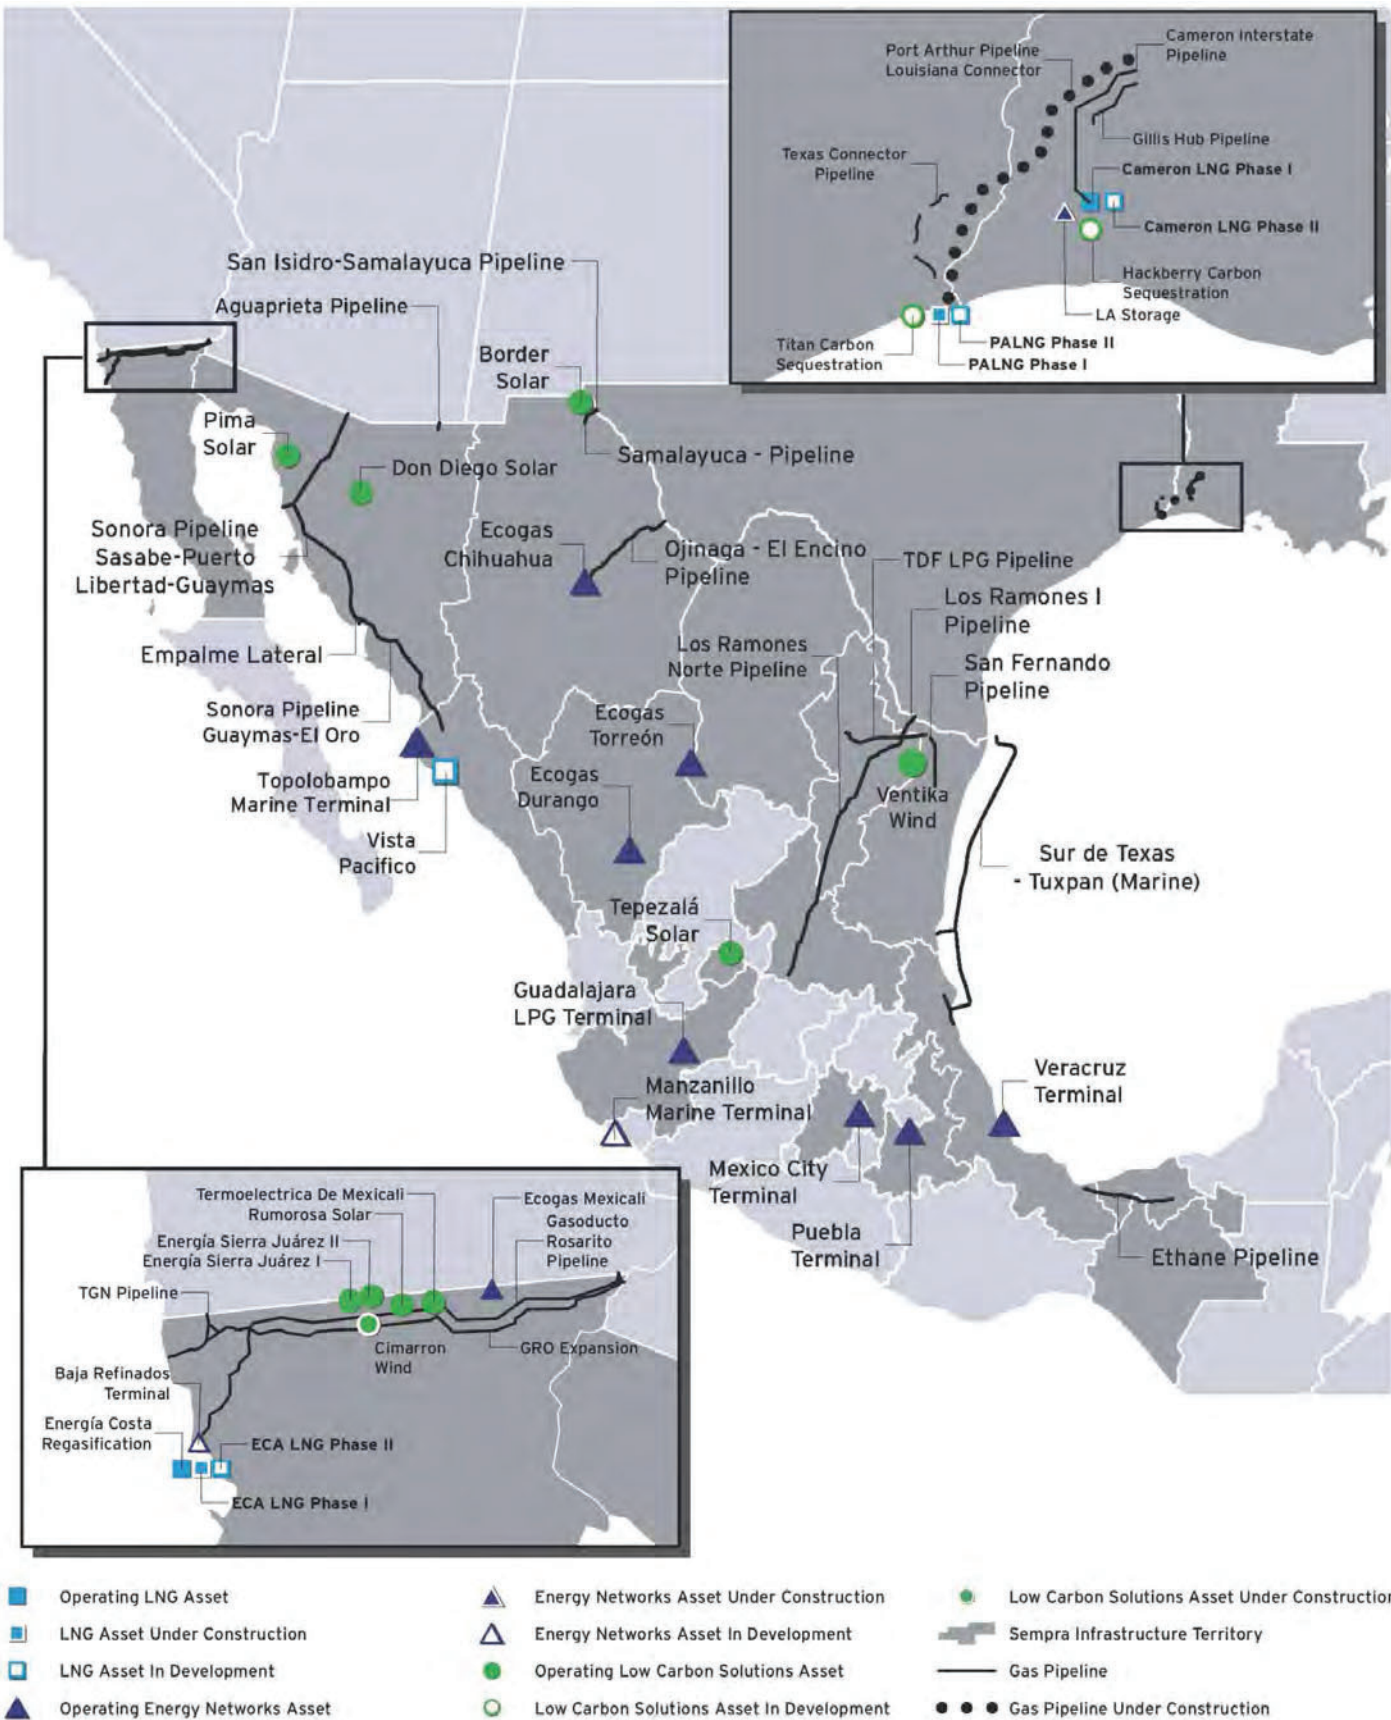 Port Arthur Pipeline
Louisiana Connector
Cameron Interstate
Pipeline
Gillis Hub Pipeline
Texas Connector
Pipeline
Cameron LNG Phase I
Cameron LNG Phase II
Hackberry Carbon
Sequestration
LA Storage
Titan Carbon
Sequestration
PALNG Phase II
PALNG Phase I
San Isidro-Samalayuca Pipeline
Aguaprieta Pipeline
Border
Solar
Pima
Solar
Don Diego Solar
Samalayuca - Pipeline
Sonora Pipeline
Sasabe-Puerto
Libertad-Guaymas
Ecogas
Chihuahua
Ojinaga - El Encino
Pipeline
TDF LPG Pipeline
Los Ramones I
Pipeline
Los Ramones
Norte Pipeline
San Fernando
Pipeline
Empalme Lateral
Sonora Pipeline
Guaymas-El Oro
Ecogas
Torreón
Topolobampo
Marine Terminal
Ecogas
Durango
Ventika
Wind
Vista
Pacifico
Sur de Texas
- Tuxpan (Marine)
Tepezalá
Solar
Guadalajara
LPG Terminal
Manzanillo
Marine Terminal
Veracruz
Terminal
Mexico City
Terminal
Puebla
Terminal
Ethane Pipeline
Termoelectrica De Mexicali
Rumorosa Solar
Energía Sierra Juárez II
Energía Sierra Juárez I
Ecogas Mexicali
Gasoducto
Rosarito
Pipeline
TGN Pipeline
Cimarron
Wind
GRO Expansion
Baja Refinados
Terminal
Energía Costa
Regasification
ECA LNG Phase II
ECA LNG Phase I
Operating LNG Asset
LNG Asset Under Construction
LNG Asset In Development
Operating Energy Networks Asset
Energy Networks Asset Under Construction
Energy Networks Asset In Development
Operating Low Carbon Solutions Asset
Low Carbon Solutions Asset In Development
Low Carbon Solutions Asset Under Construction
Sempra Infrastructure Territory
Gas Pipeline
Gas Pipeline Under Construction